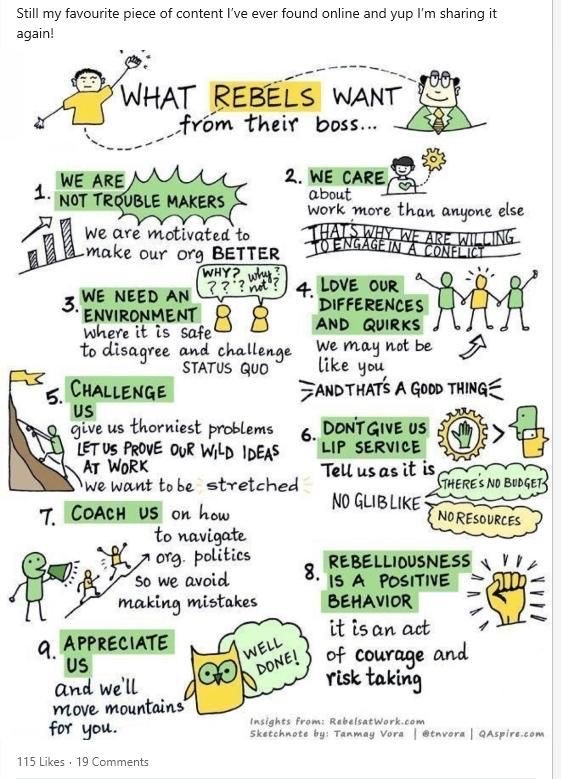 Still my favourite piece of content I've ever found online and yup I'm sharing it
again!
WHAT REBELS WANT
from their boss...
1. WE ARE
NOT TROUBLE MAKERS
we are motivated to
make our org BETTER
2. WE CARE
about
work more than anyone else
THAT'S WHY WE ARE WILLING
TO ENGAGE IN A CONFLICT
3. WE NEED AN
ENVIRONMENT
where it is safe
to disagree and challenge
STATUS QUO
WHY? why?
? ? ? not?
4. LOVE OUR
DIFFERENCES
AND QUIRKS
we may not be
like you
AND THAT'S A GOOD THING
5. CHALLENGE
US
give us thorniest problems
LET US PROVE OUR WILD IDEAS
AT WORK
we want to be stretched
6. DON'T GIVE US
LIP SERVICE
Tell us as it is
NO GLIB LIKE
THERE'S NO BUDGET
NO RESOURCES
7. COACH US on how
to navigate
org. politics
so we avoid
making mistakes
8. REBELLIOUSNESS
IS A POSITIVE
BEHAVIOR
it is an act
of courage and
risk taking
9. APPRECIATE
US
and we'll
move mountains
for you.
WELL
DONE!
Insights from: RebelsatWork.com
Sketchnote by: Tanmay Vora | @tnvora | QAspire.com
115 Likes · 19 Comments